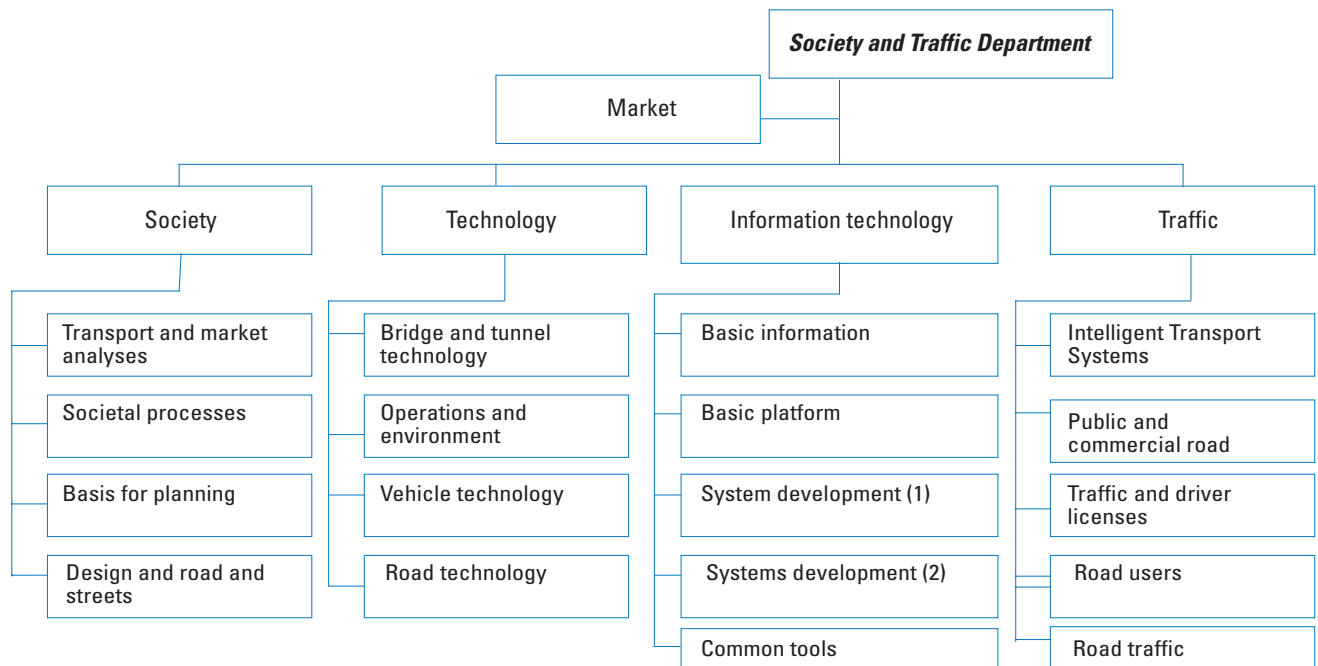 Society and Traffic Department
Market
Society
Technology
Information technology
Traffic
Transport and market
analyses
Societal processes
Basis for planning
Design and road and
streets
Bridge and tunnel
technology
Operations and
environment
Vehicle technology
Road technology
Basic information
Basic platform
System development (1)
Systems development (2)
Common tools
Intelligent Transport
Systems
Public and
commercial road
Traffic and driver
licenses
Road users
Road traffic